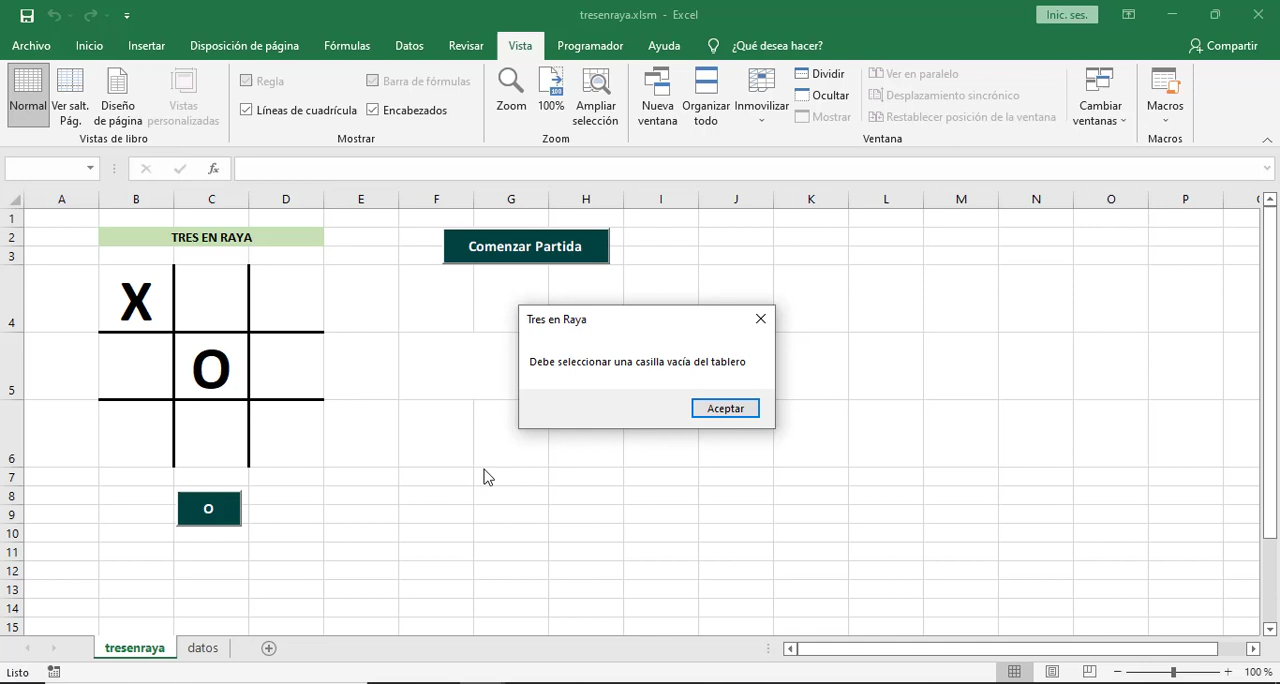 tresenraya.xlsm - Excel
Inic. ses.
Archivo Inicio Insertar Disposición de página Fórmulas Datos Revisar Vista Programador Ayuda ¿Qué desea hacer? Compartir
Normal
Ver salt. Pág.
Diseño de página
Vistas personalizadas
Vistas de libro
Regla
Barra de fórmulas
Líneas de cuadrícula
Encabezados
Mostrar
Zoom
100%
Ampliar selección
Zoom
Nueva ventana
Organizar todo
Inmovilizar
Dividir
Ocultar
Mostrar
Ver en paralelo
Desplazamiento sincrónico
Restablecer posición de la ventana
Ventana
Cambiar ventanas
Macros
Macros
fx
A B C D E F G H I J K L M N O P
1
2 TRES EN RAYA
Comenzar Partida
3
X
4
Tres en Raya
Debe seleccionar una casilla vacía del tablero
Aceptar
O
5
6
7
8
O
9
10
11
12
13
14
15
tresenraya datos
Listo
100 %